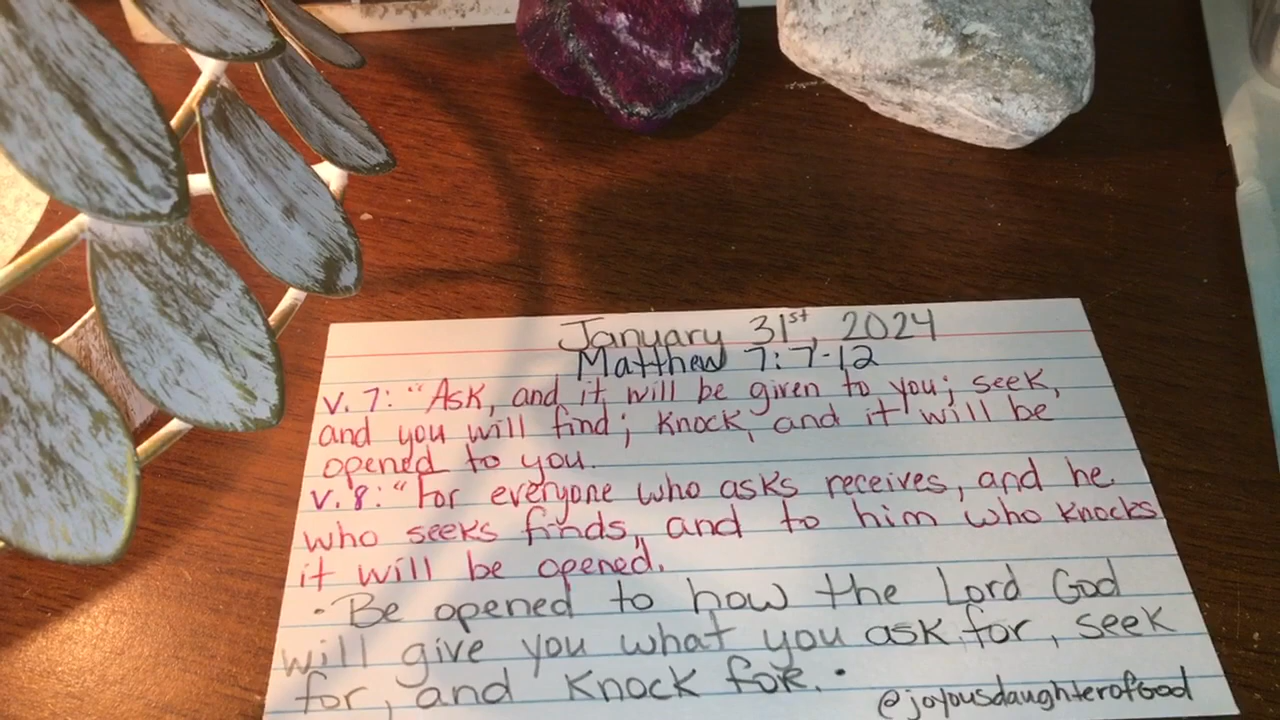 January 31st, 2024
Matthew 7:7-12
v. 7: "Ask, and it will be given to you; seek,
and you will find; knock, and it will be
opened to you.
v. 8: "For everyone who asks receives, and he
who seeks finds, and to him who knocks
it will be opened.
• Be opened to how the Lord God
will give you what you ask for, seek
for, and knock for. •
@joyousdaughterofGod